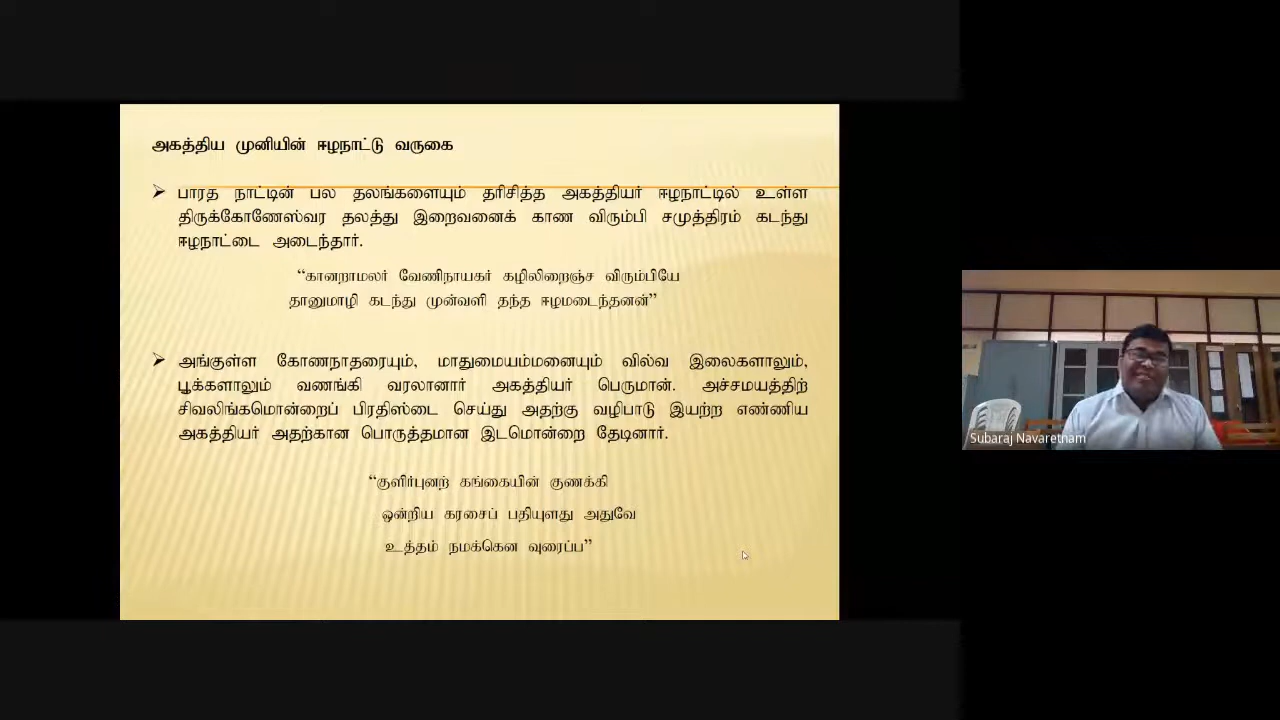 அகத்திய முனியின் ஈழநாட்டு வருகை
பாரத நாட்டின் பல தலங்களையும் தரிசித்த அகத்தியர் ஈழநாட்டில் உள்ள
திருக்கோணேஸ்வர தலத்து இறைவனைக் காண விரும்பி சமுத்திரம் கடந்து
ஈழநாட்டை அடைந்தார்.
“கானறாமலர் வேணிநாயகர் கழிலிறைஞ்ச விரும்பியே
தானுமாழி கடந்து முன்வளி தந்த ஈழமடைந்தனன்”
அங்குள்ள கோணநாதரையும், மாதுமையம்மனையும் வில்வ இலைகளாலும்,
பூக்களாலும் வணங்கி வரலானார் அகத்தியர் பெருமான். அச்சமயத்திற்
சிவலிங்கமொன்றைப் பிரதிஸ்டை செய்து அதற்கு வழிபாடு இயற்ற எண்ணிய
அகத்தியர் அதற்கான பொருத்தமான இடமொன்றை தேடினார்.
“குளிர்புனற் கங்கையின் குணக்கி
ஒன்றிய கரசைப் பதியுளது அதுவே
உத்தம் நமக்கென வுரைப்ப”
Subaraj Navaretnam